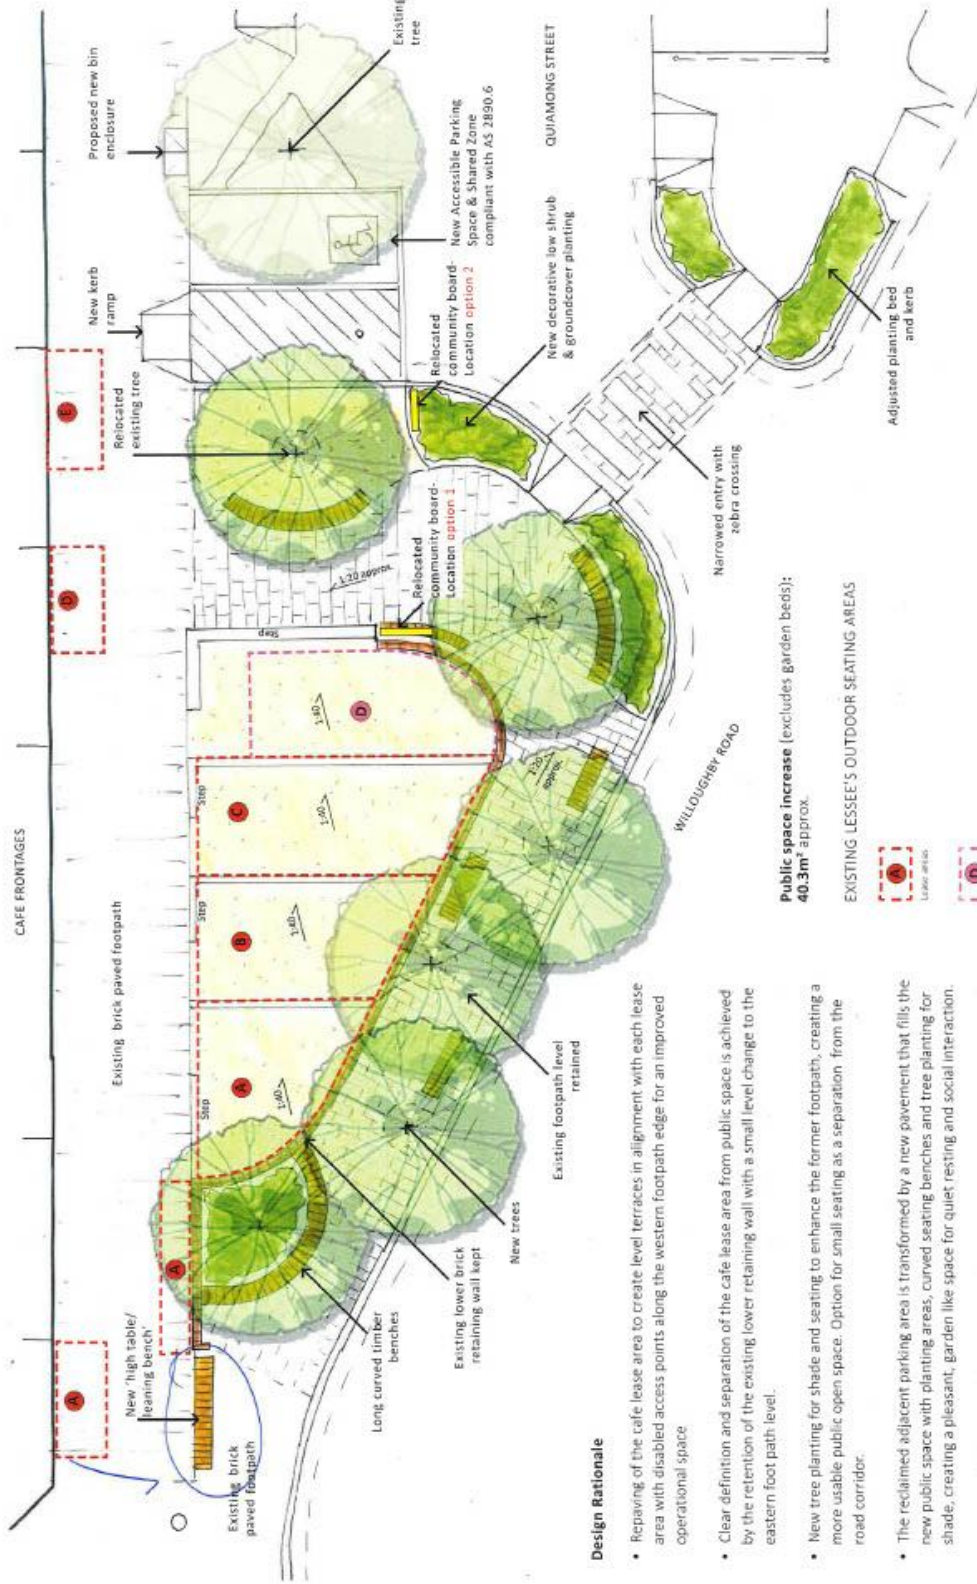 CAFE FRONTAGES
Existing brick paved footpath
New 'high table/
leaning bench'
Existing brick
paved footpath
A
A
A
B
C
D
D
E
Step
Step
Step
Step
1:40
1:40
1:40
1:40
1:20 approx.
1:20
approx.
Relocated
existing tree
New kerb
ramp
Proposed new bin
enclosure
Existing
tree
New Accessible Parking
Space & Shared Zone
compliant with AS 2890.6
Relocated
community board-
Location option 2
Relocated
community board-
Location option 1
New decorative low shrub
& groundcover planting
QUIAMONG STREET
Adjusted planting bed
and kerb
Narrowed entry with
zebra crossing
WILLOUGHBY ROAD
Long curved timber
benches
Existing lower brick
retaining wall kept
New trees
Existing footpath level
retained
Design Rationale
• Repaving of the cafe lease area to create level terraces in alignment with each lease
area with disabled access points along the western footpath edge for an improved
operational space
• Clear definition and separation of the cafe lease area from public space is achieved
by the retention of the existing lower retaining wall with a small level change to the
eastern foot path level.
• New tree planting for shade and seating to enhance the former footpath, creating a
more usable public open space. Option for small seating as a separation from the
road corridor.
• The reclaimed adjacent parking area is transformed by a new pavement that fills the
new public space with planting areas, curved seating benches and tree planting for
shade, creating a pleasant, garden like space for quiet resting and social interaction.
Public space increase (excludes garden beds):
40.3m² approx.
EXISTING LESSEE'S OUTDOOR SEATING AREAS
A
Lease areas
D